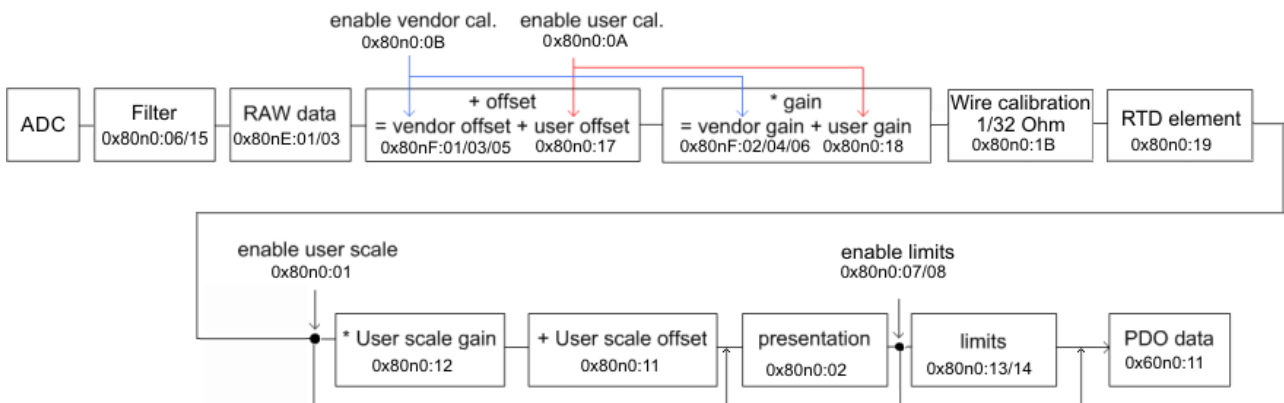 enable vendor cal.
0x80n0:0B
enable user cal.
0x80n0:0A
ADC
Filter
0x80n0:06/15
RAW data
0x80nE:01/03
+ offset
= vendor offset + user offset
0x80nF:01/03/05 0x80n0:17
* gain
= vendor gain + user gain
0x80nF:02/04/06 0x80n0:18
Wire calibration
1/32 Ohm
0x80n0:1B
RTD element
0x80n0:19
enable user scale
0x80n0:01
enable limits
0x80n0:07/08
* User scale gain
0x80n0:12
+ User scale offset
0x80n0:11
presentation
0x80n0:02
limits
0x80n0:13/14
PDO data
0x60n0:11